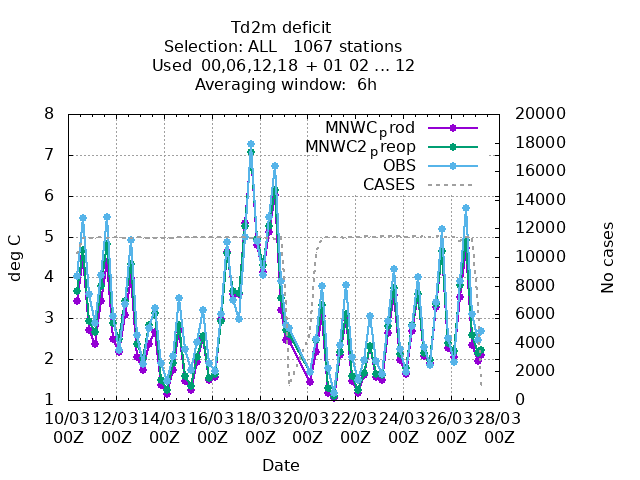 Td2m deficit
Selection: ALL   1067 stations
Used  00,06,12,18  + 01 02 ... 12
Averaging window:  6h
8
7
6
5
4
3
2
1
deg C
20000
18000
16000
14000
12000
10000
8000
6000
4000
2000
0
No cases
MNWCprod
MNWC2preop
OBS
CASES
10/03 12/03 14/03 16/03 18/03 20/03 22/03 24/03 26/03 28/03
00Z 00Z 00Z 00Z 00Z 00Z 00Z 00Z 00Z 00Z
Date